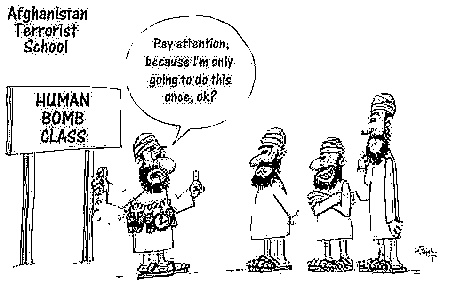 Afghanistan
Terrorist
School
Pay attention,
because I'm only
going to do this
once, ok?
HUMAN
BOMB
CLASS